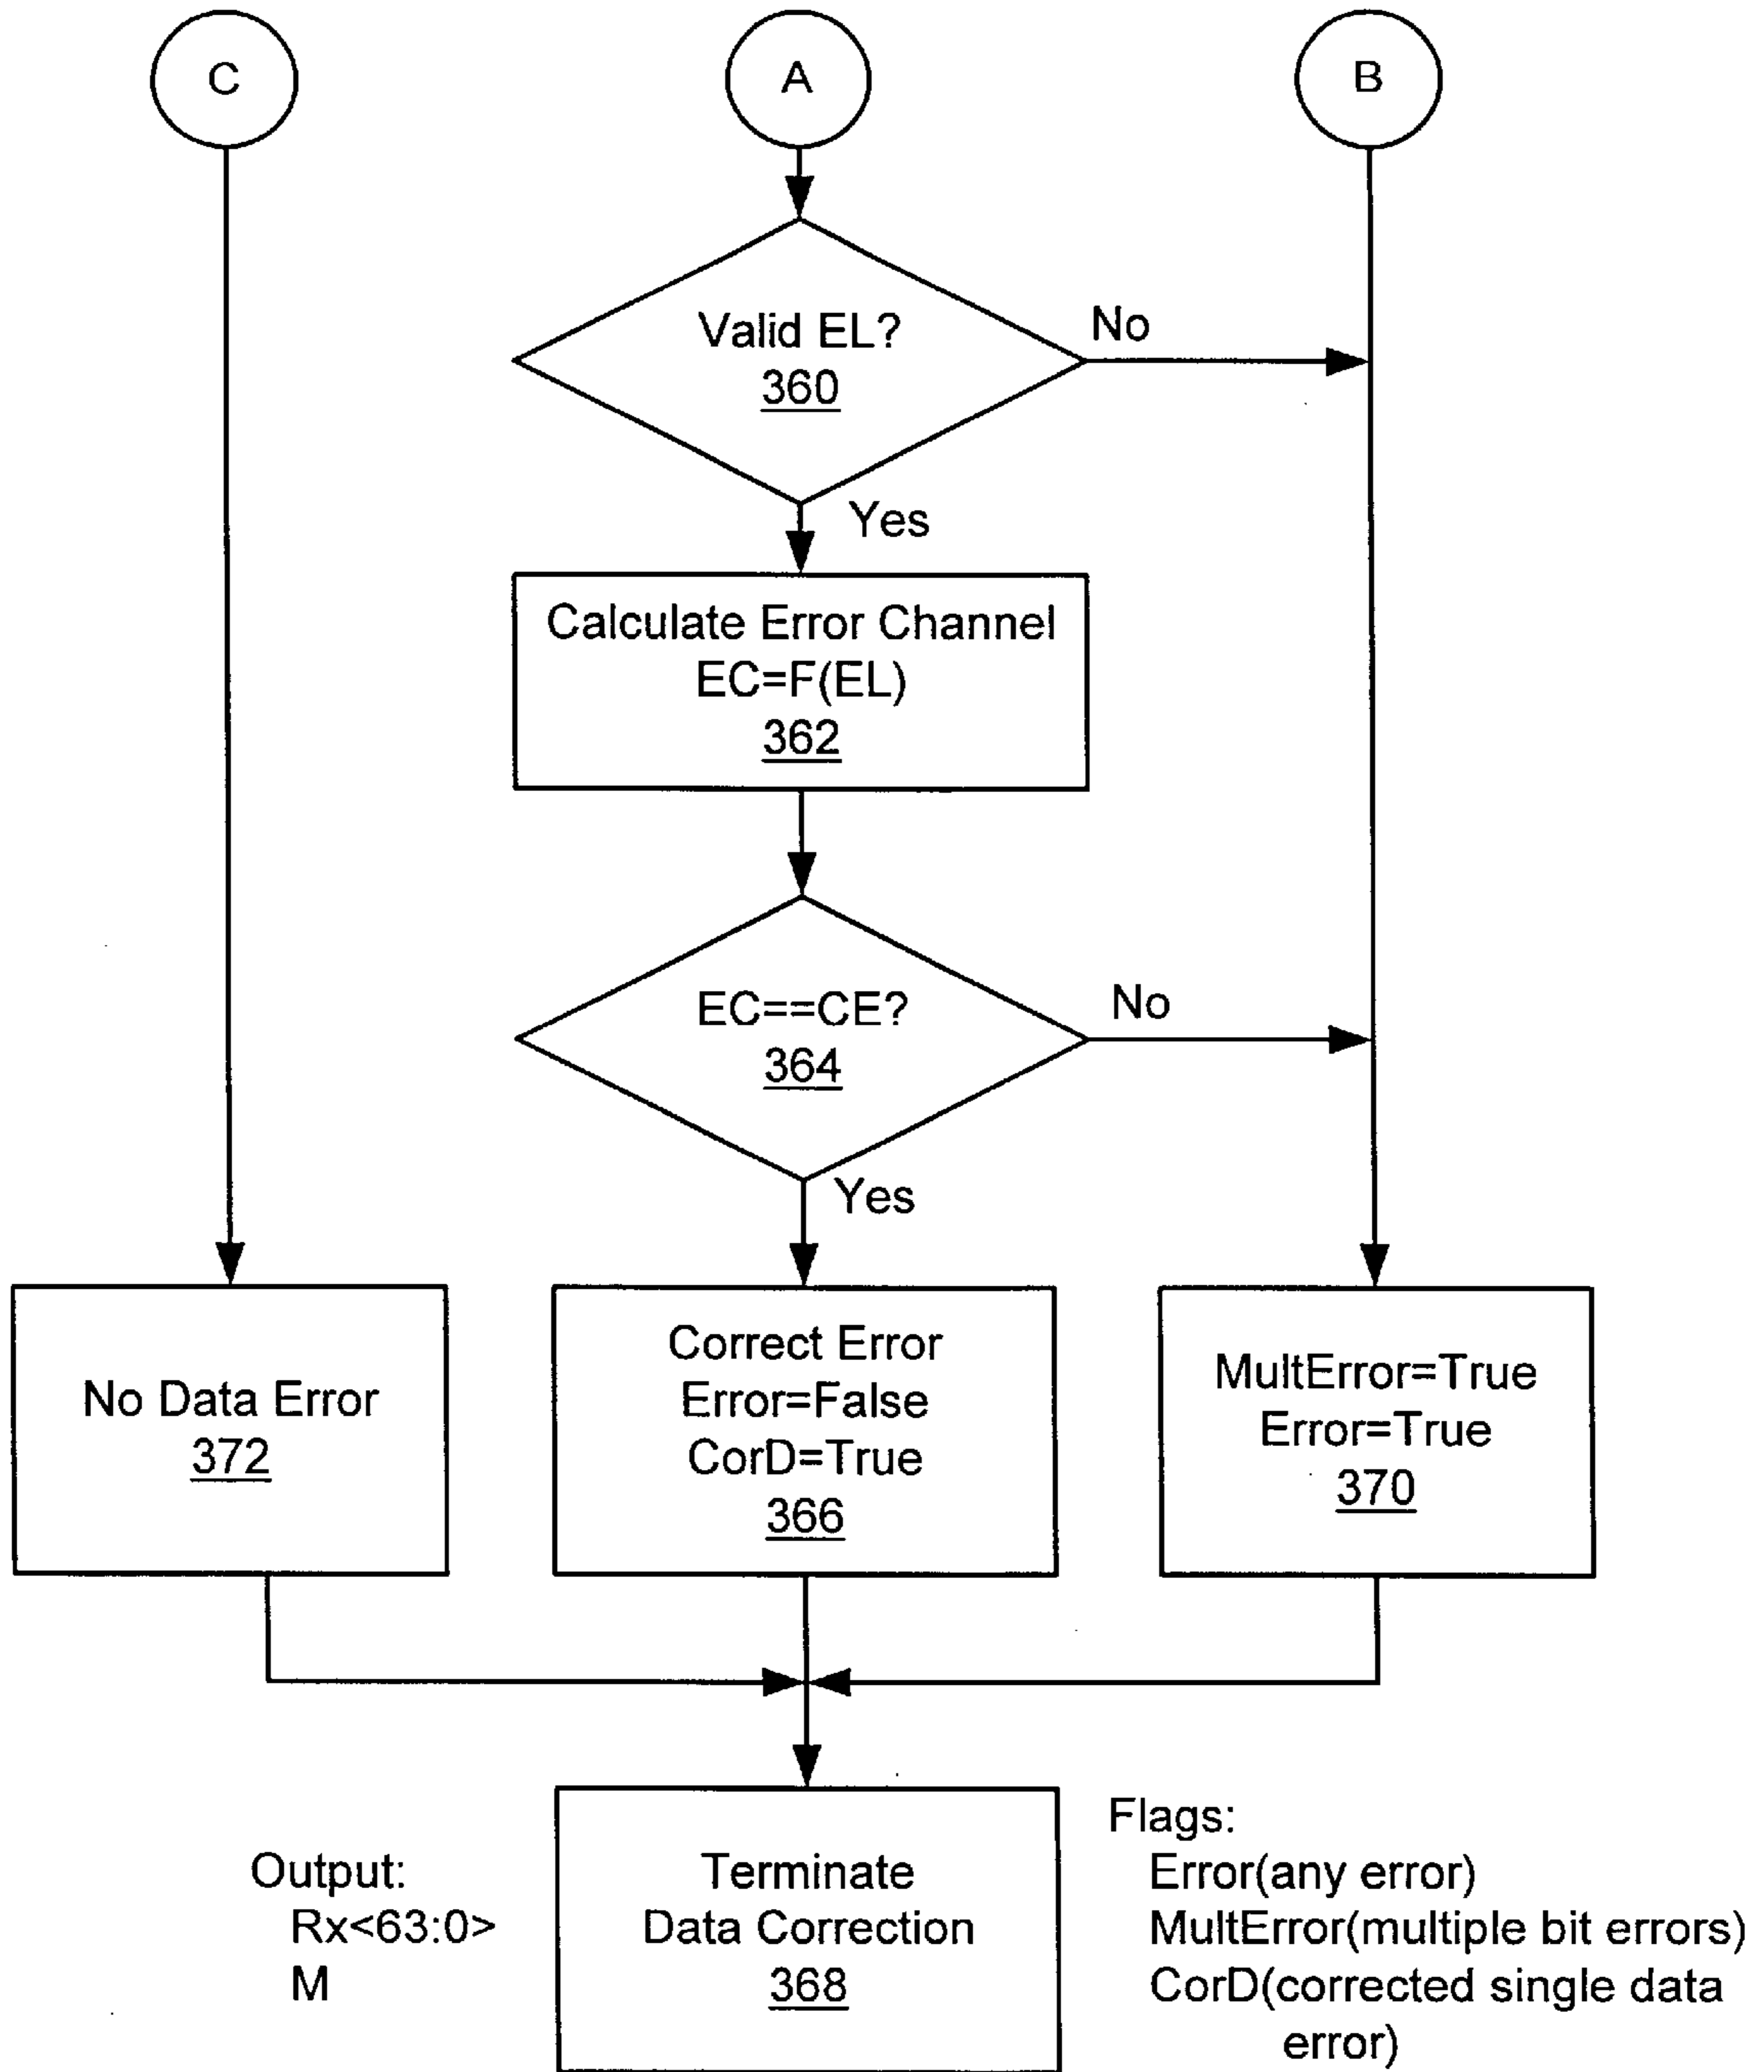 C
A
B
Valid EL?
360
No
Yes
Calculate Error Channel
EC=F(EL)
362
EC==CE?
364
No
Yes
No Data Error
372
Correct Error
Error=False
CorD=True
366
MultError=True
Error=True
370
Output:
Rx<63:0>
M
Terminate
Data Correction
368
Flags:
Error(any error)
MultError(multiple bit errors)
CorD(corrected single data
error)